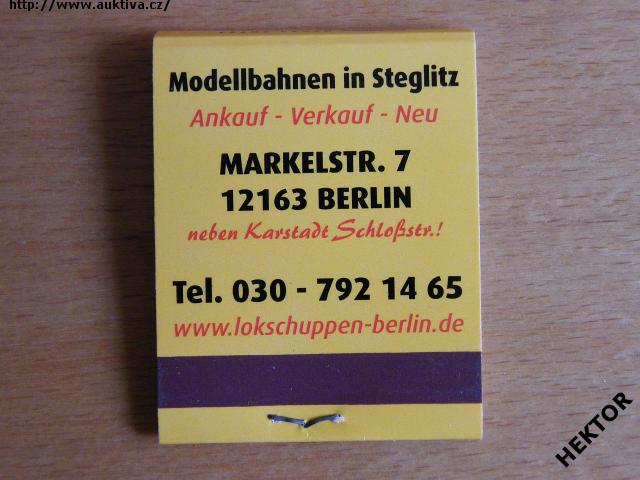 http://www.auktiva.cz/
Modellbahnen in Steglitz
Ankauf - Verkauf - Neu
MARKELSTR. 7
12163 BERLIN
neben Karstadt Schloßstr.!
Tel. 030 - 792 14 65
www.lokschuppen-berlin.de
HEKTOR